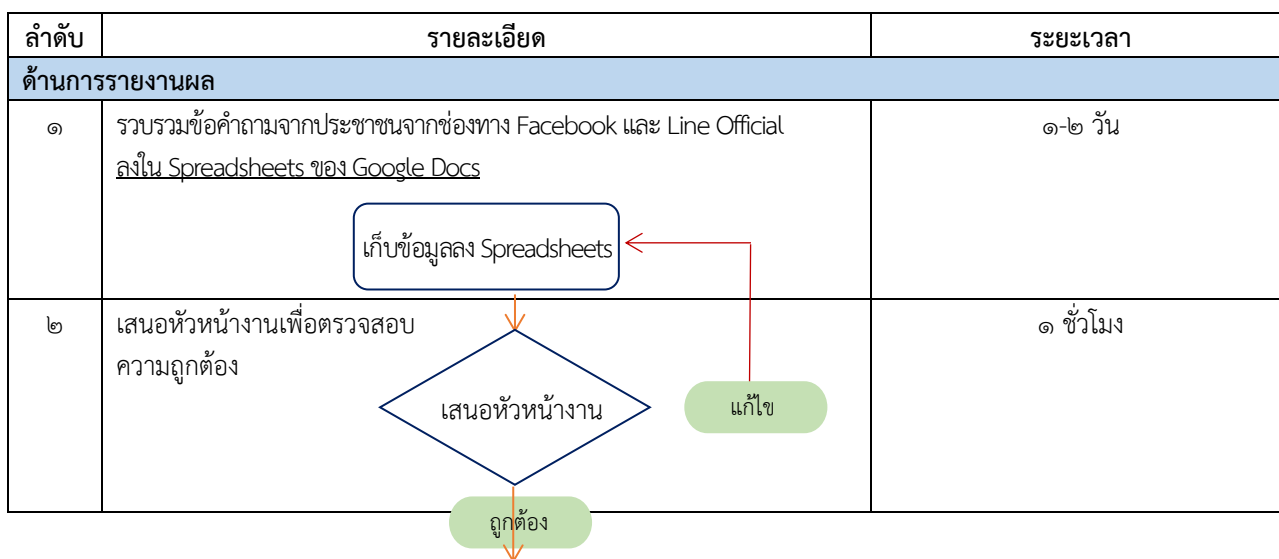 ลำดับ รายละเอียด ระยะเวลา
ด้านการรายงานผล
๑ รวบรวมข้อคำถามจากประชาชนจากช่องทาง Facebook และ Line Official ๑-๒ วัน
ลงใน Spreadsheets ของ Google Docs
เก็บข้อมูลลง Spreadsheets
๒ เสนอหัวหน้างานเพื่อตรวจสอบ ๑ ชั่วโมง
ความถูกต้อง
เสนอหัวหน้างาน แก้ไข
ถูกต้อง